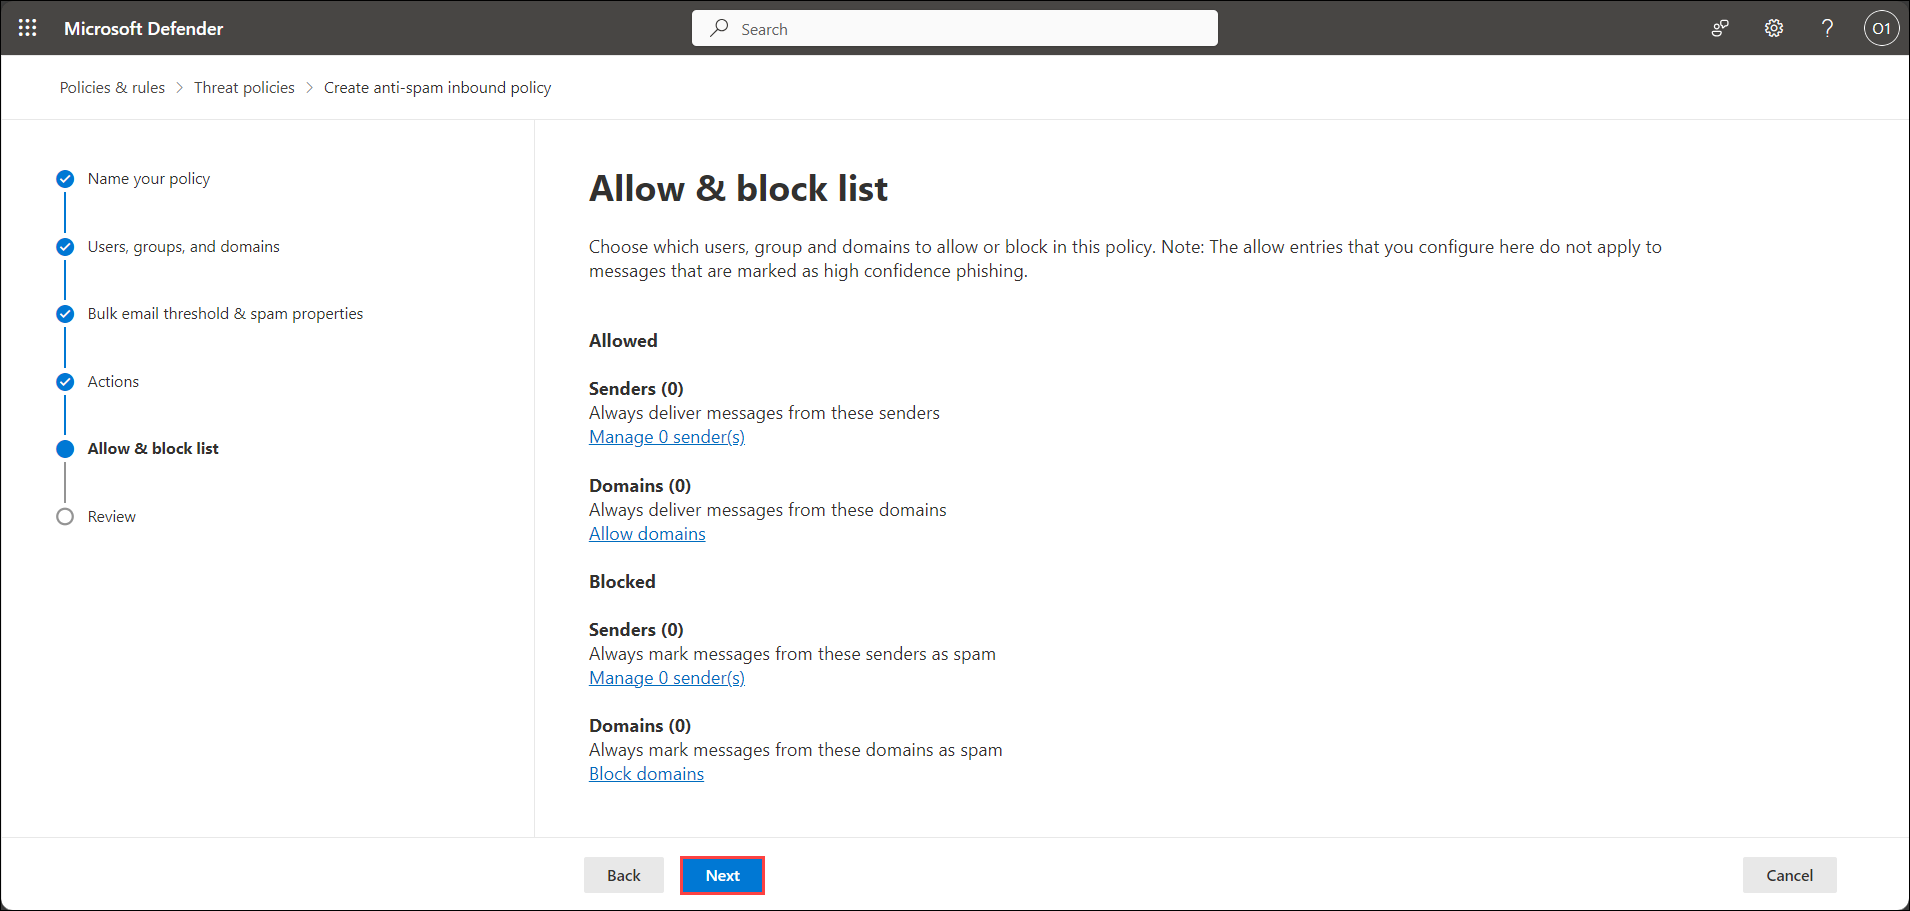 Microsoft Defender
Search
O1
Policies & rules > Threat policies > Create anti-spam inbound policy
Name your policy
Users, groups, and domains
Bulk email threshold & spam properties
Actions
Allow & block list
Review
Allow & block list
Choose which users, group and domains to allow or block in this policy. Note: The allow entries that you configure here do not apply to
messages that are marked as high confidence phishing.
Allowed
Senders (0)
Always deliver messages from these senders
Manage 0 sender(s)
Domains (0)
Always deliver messages from these domains
Allow domains
Blocked
Senders (0)
Always mark messages from these senders as spam
Manage 0 sender(s)
Domains (0)
Always mark messages from these domains as spam
Block domains
Back
Next
Cancel